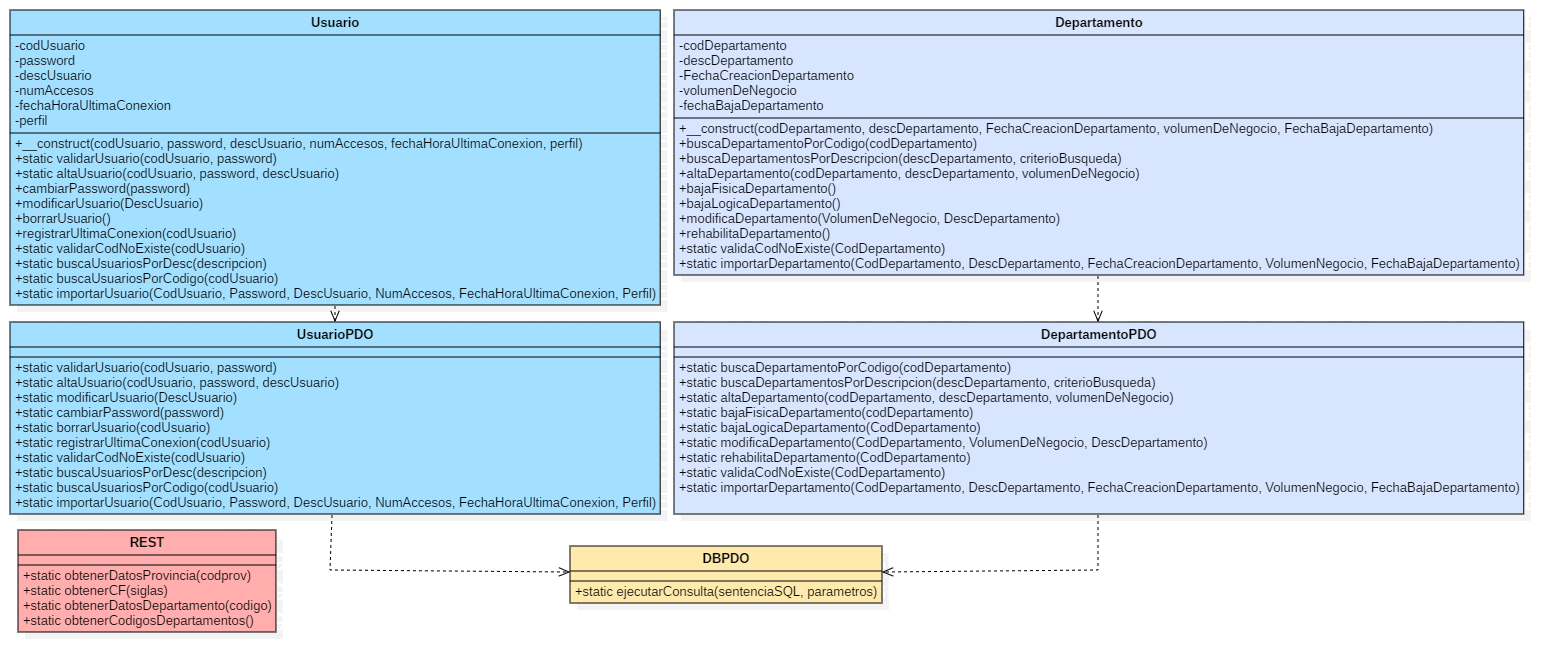 Usuario
-codUsuario
-password
-descUsuario
-numAccesos
-fechaHoraUltimaConexion
-perfil
+__construct(codUsuario, password, descUsuario, numAccesos, fechaHoraUltimaConexion, perfil)
+static validarUsuario(codUsuario, password)
+static altaUsuario(codUsuario, password, descUsuario)
+cambiarPassword(password)
+modificarUsuario(DescUsuario)
+borrarUsuario()
+registrarUltimaConexion(codUsuario)
+static validarCodNoExiste(codUsuario)
+static buscaUsuariosPorDesc(descripcion)
+static buscaUsuariosPorCodigo(codUsuario)
+static importarUsuario(CodUsuario, Password, DescUsuario, NumAccesos, FechaHoraUltimaConexion, Perfil)
Departamento
-codDepartamento
-descDepartamento
-FechaCreacionDepartamento
-volumenDeNegocio
-fechaBajaDepartamento
+__construct(codDepartamento, descDepartamento, FechaCreacionDepartamento, volumenDeNegocio, FechaBajaDepartamento)
+buscaDepartamentoPorCodigo(codDepartamento)
+buscaDepartamentosPorDescripcion(descDepartamento, criterioBusqueda)
+altaDepartamento(codDepartamento, descDepartamento, volumenDeNegocio)
+bajaFisicaDepartamento()
+bajaLogicaDepartamento()
+modificaDepartamento(VolumenDeNegocio, DescDepartamento)
+rehabilitaDepartamento()
+static validaCodNoExiste(CodDepartamento)
+static importarDepartamento(CodDepartamento, DescDepartamento, FechaCreacionDepartamento, VolumenNegocio, FechaBajaDepartamento)
UsuarioPDO
+static validarUsuario(codUsuario, password)
+static altaUsuario(codUsuario, password, descUsuario)
+static modificarUsuario(DescUsuario)
+static cambiarPassword(password)
+static borrarUsuario(codUsuario)
+static registrarUltimaConexion(codUsuario)
+static validarCodNoExiste(codUsuario)
+static buscaUsuariosPorDesc(descripcion)
+static buscaUsuariosPorCodigo(codUsuario)
+static importarUsuario(CodUsuario, Password, DescUsuario, NumAccesos, FechaHoraUltimaConexion, Perfil)
DepartamentoPDO
+static buscaDepartamentoPorCodigo(codDepartamento)
+static buscaDepartamentosPorDescripcion(descDepartamento, criterioBusqueda)
+static altaDepartamento(codDepartamento, descDepartamento, volumenDeNegocio)
+static bajaFisicaDepartamento(codDepartamento)
+static bajaLogicaDepartamento(CodDepartamento)
+static modificaDepartamento(CodDepartamento, VolumenDeNegocio, DescDepartamento)
+static rehabilitaDepartamento(CodDepartamento)
+static validaCodNoExiste(CodDepartamento)
+static importarDepartamento(CodDepartamento, DescDepartamento, FechaCreacionDepartamento, VolumenNegocio, FechaBajaDepartamento)
REST
+static obtenerDatosProvincia(codprov)
+static obtenerCF(siglas)
+static obtenerDatosDepartamento(codigo)
+static obtenerCodigosDepartamentos()
DBPDO
+static ejecutarConsulta(sentenciaSQL, parametros)